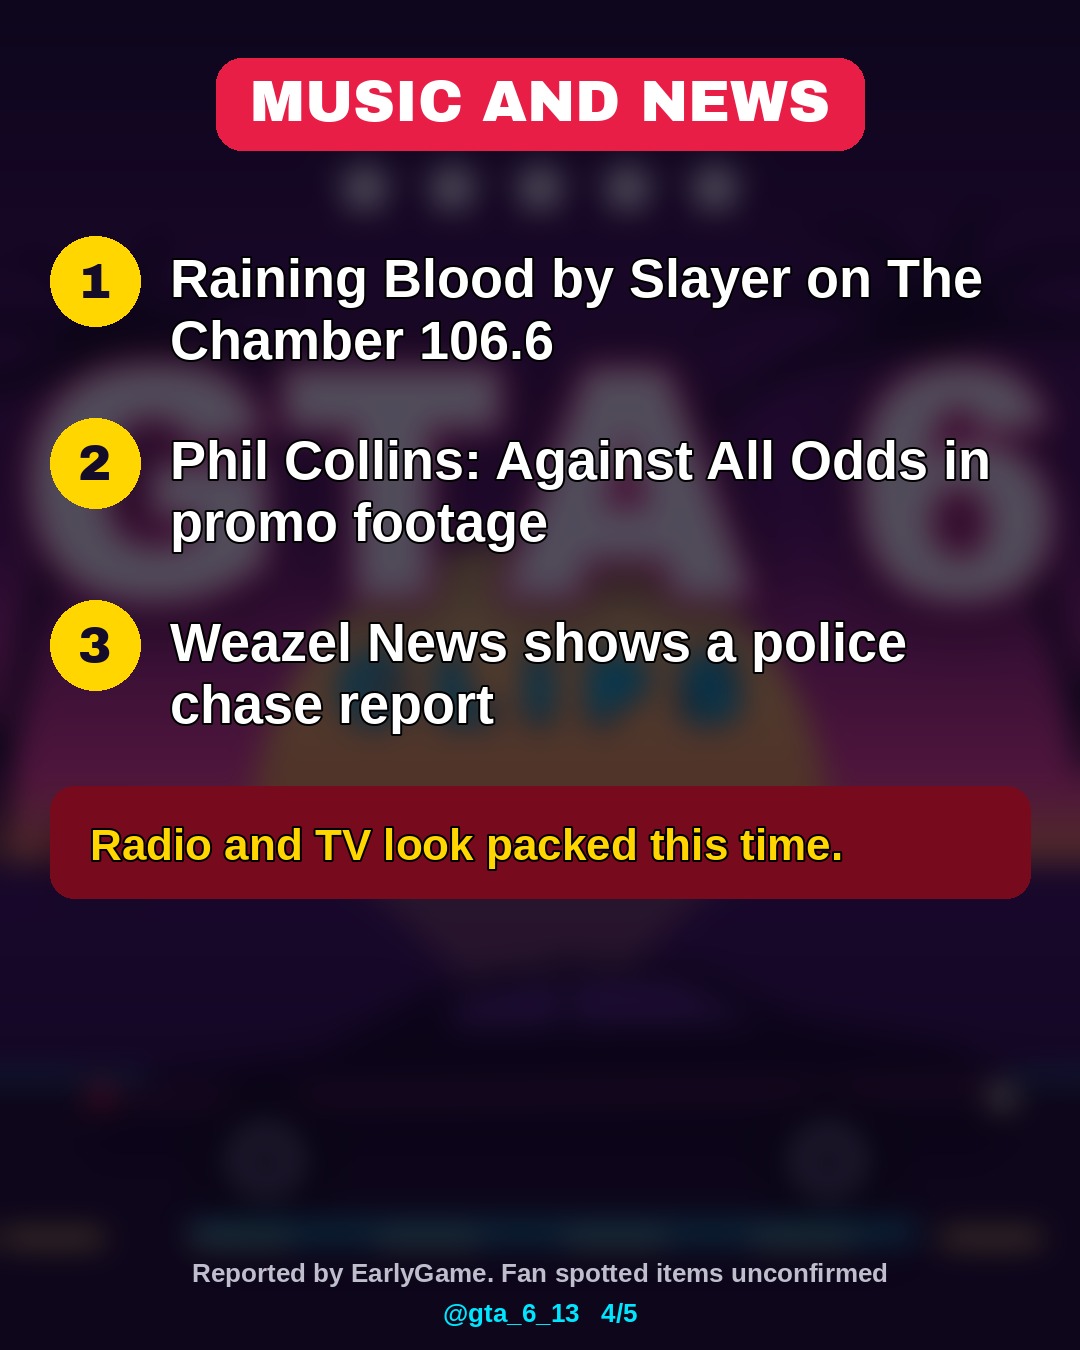 MUSIC AND NEWS
1
Raining Blood by Slayer on The
Chamber 106.6
GTA 6
2
Phil Collins: Against All Odds in
promo footage
3
Weazel News shows a police
chase report
Radio and TV look packed this time.
Reported by EarlyGame. Fan spotted items unconfirmed
@gta_6_13 4/5